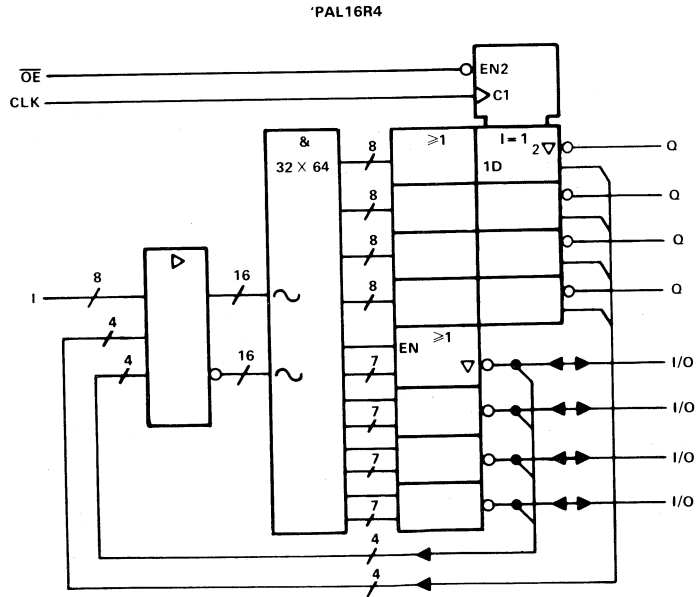 'PAL16R4
OE
EN2
CLK
C1
&
32 × 64
8
≥1
I = 1
2 ▽
1D
Q
8
Q
8
Q
8
Q
▷
I
8
16
4
4
16
EN
≥1
▽
7
I/O
7
I/O
7
I/O
7
I/O
4
4